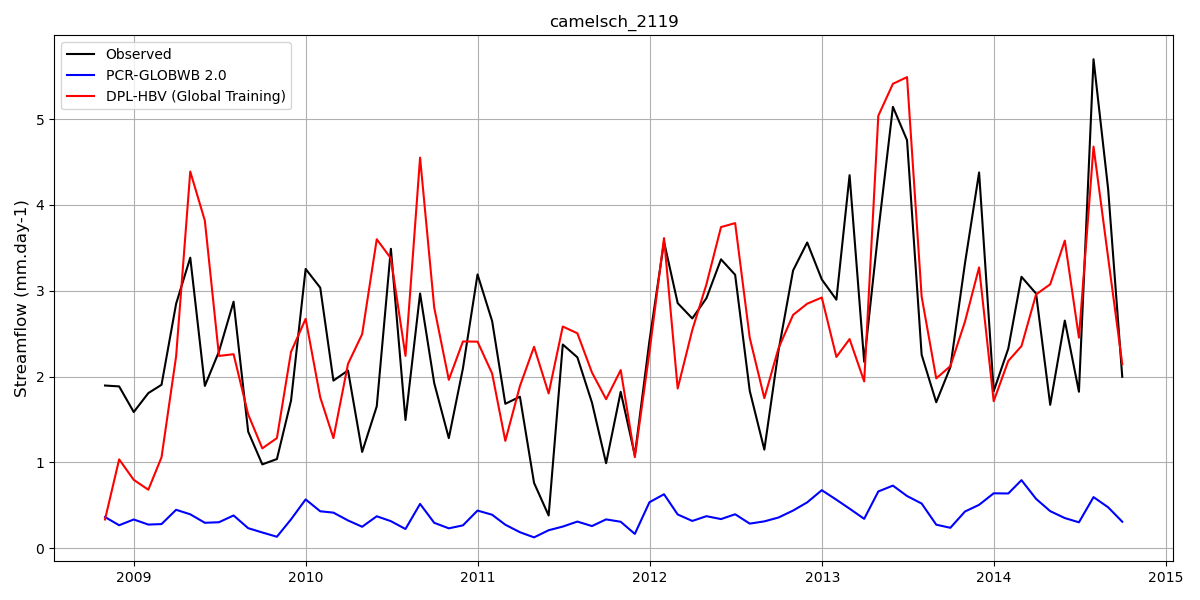 camelsch_2119
Observed
PCR-GLOBWB 2.0
DPL-HBV (Global Training)
Streamflow (mm.day-1)
5
4
3
2
1
0
2009 2010 2011 2012 2013 2014 2015